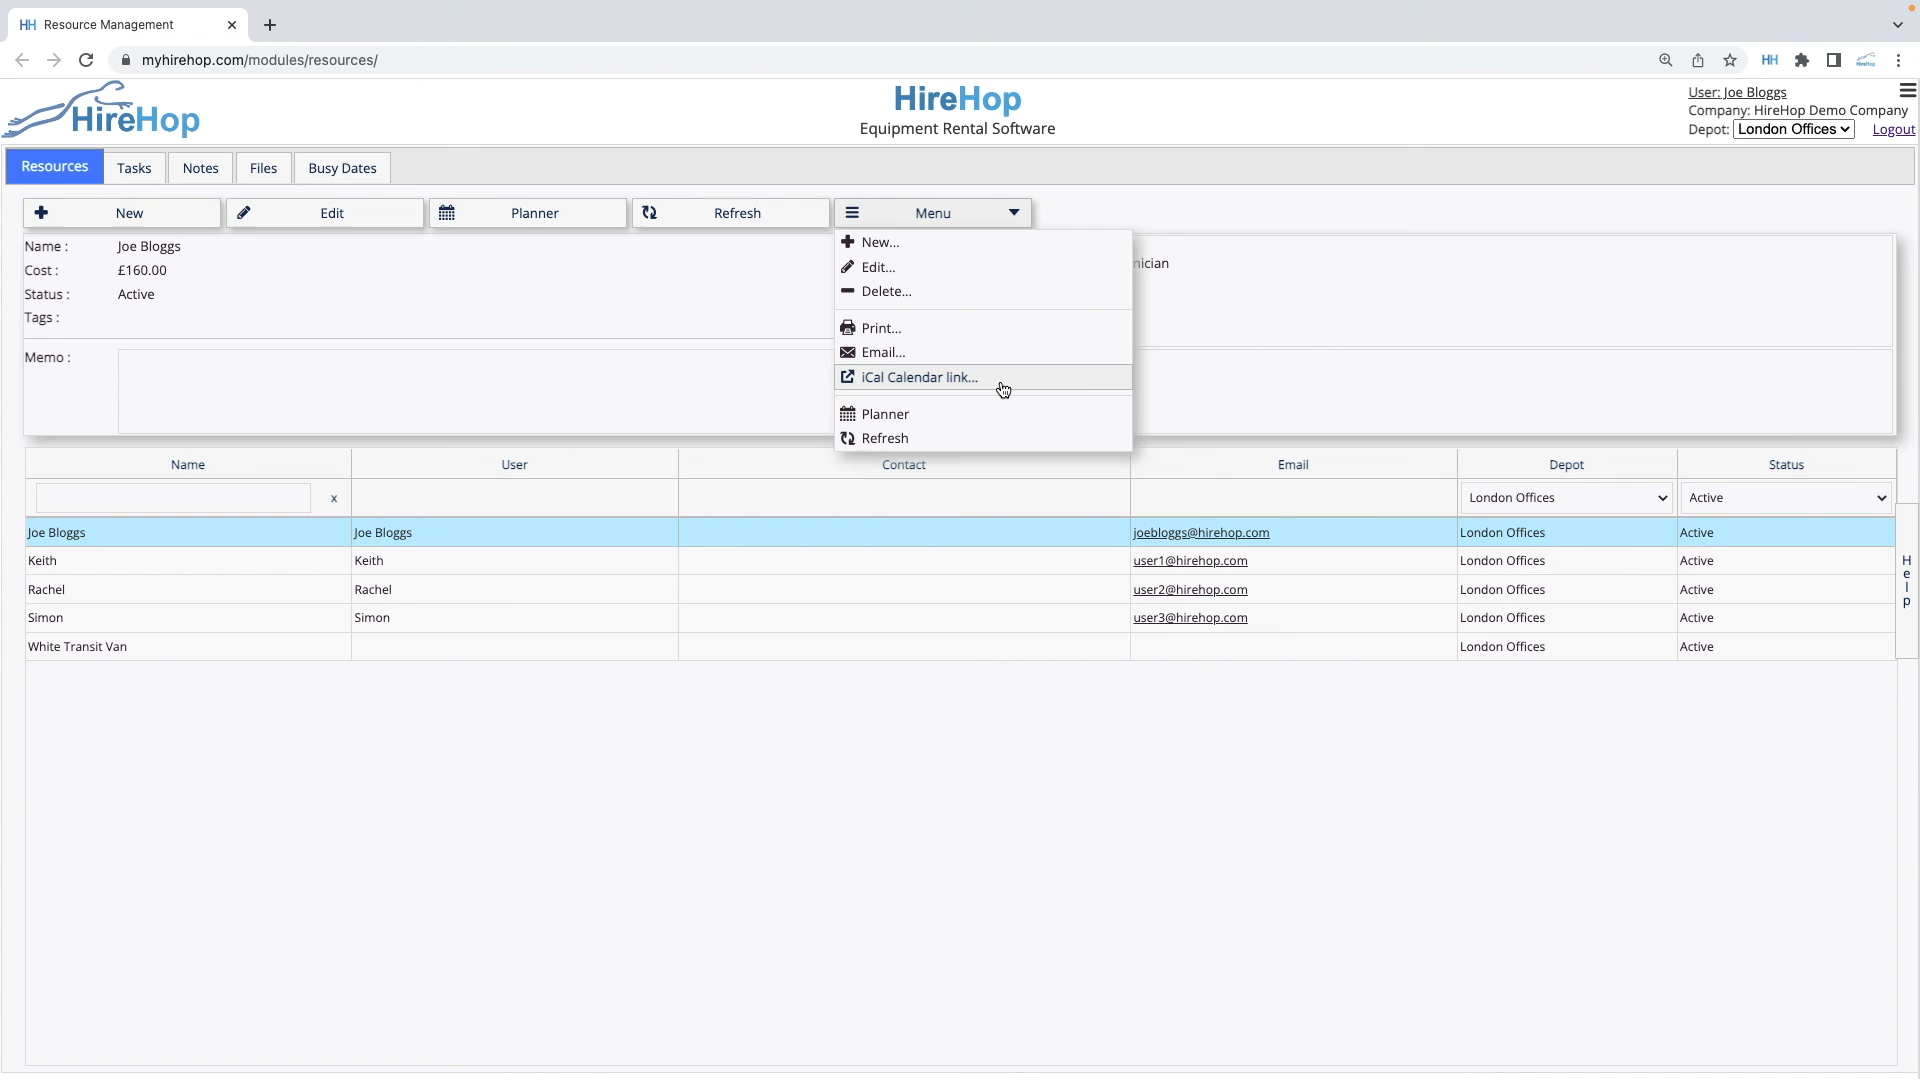 Resource Management
myhirehop.com/modules/resources/
HH
HireHop
HireHop
Equipment Rental Software
User: Joe Bloggs
Company: HireHop Demo Company
Depot: London Offices Logout
Resources Tasks Notes Files Busy Dates
New Edit Planner Refresh Menu
Name : Joe Bloggs
Cost : £160.00
Status : Active
Tags :
Memo :
New...
Edit...
Delete...
Print...
Email...
iCal Calendar link...
Planner
Refresh
nician
Name User Contact Email Depot Status
x London Offices Active
Joe Bloggs Joe Bloggs joebloggs@hirehop.com London Offices Active
Keith Keith user1@hirehop.com London Offices Active
Rachel Rachel user2@hirehop.com London Offices Active
Simon Simon user3@hirehop.com London Offices Active
White Transit Van London Offices Active
Help